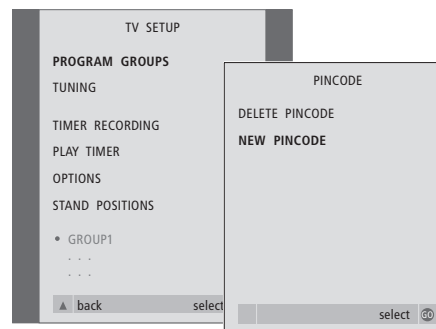 TV SETUP
PROGRAM GROUPS
TUNING
TIMER RECORDING
PLAY TIMER
OPTIONS
STAND POSITIONS
• GROUP1
. . .
. . .
▲ back select
PINCODE
DELETE PINCODE
NEW PINCODE
select GO